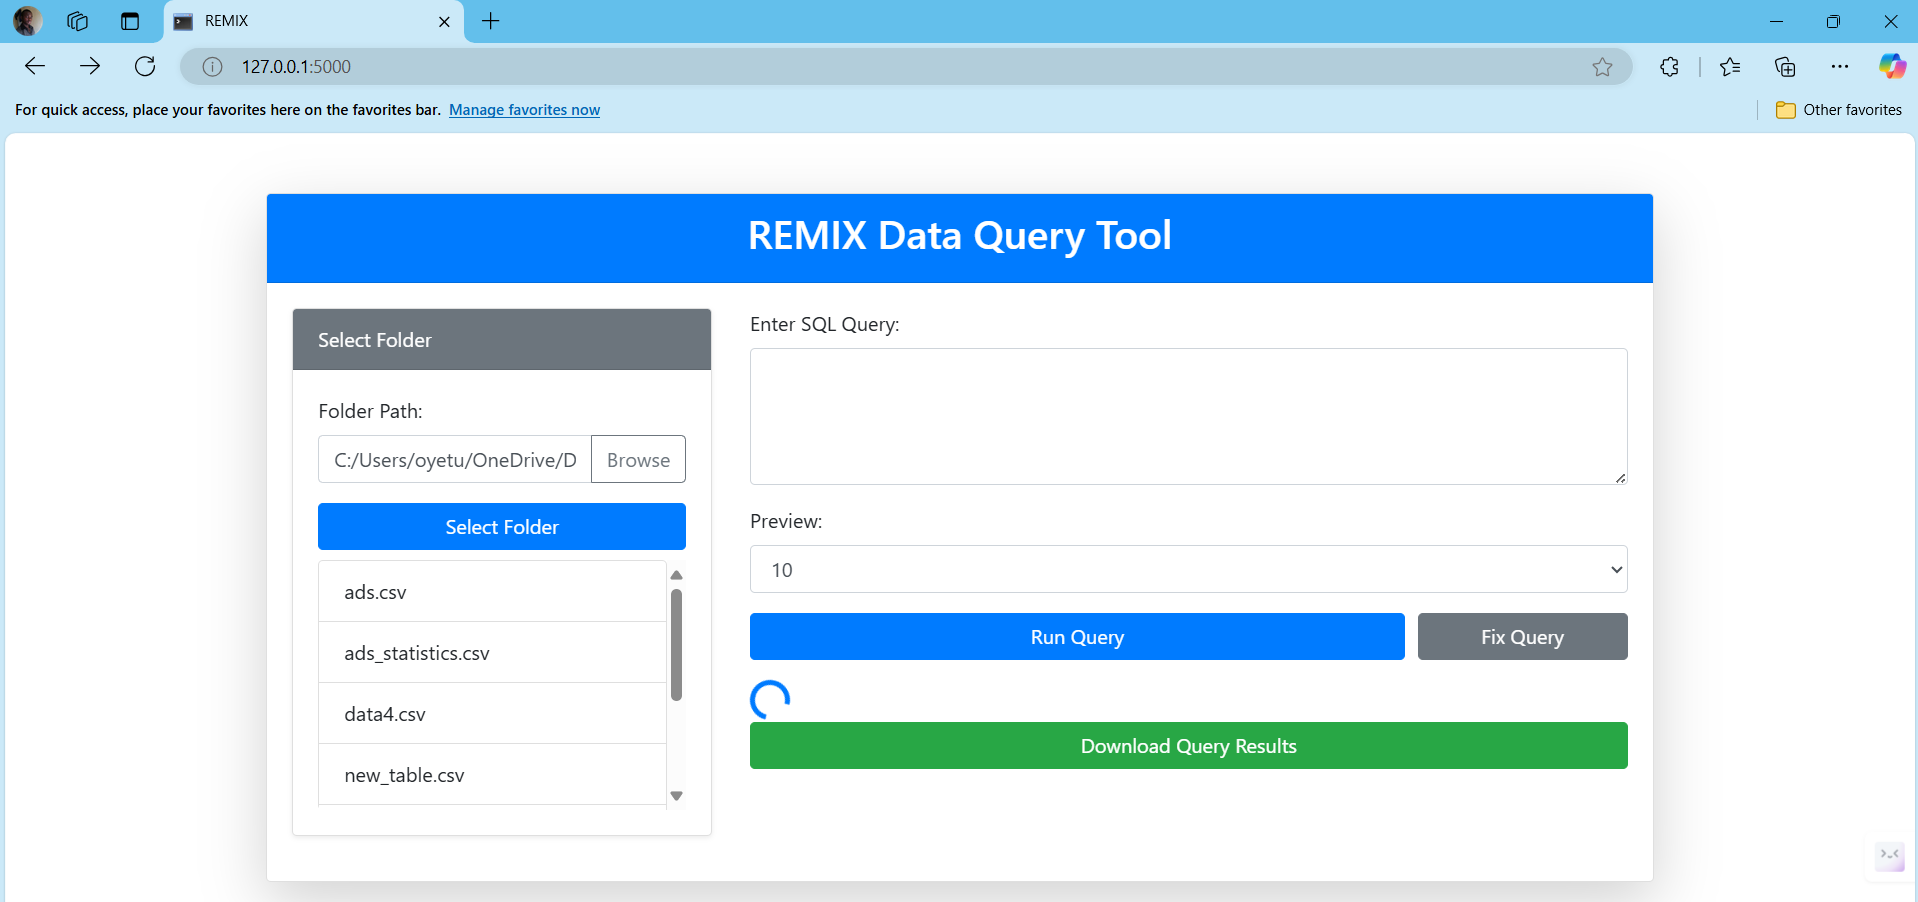 REMIX
127.0.0.1:5000
For quick access, place your favorites here on the favorites bar. Manage favorites now
Other favorites
REMIX Data Query Tool
Select Folder
Folder Path:
C:/Users/oyetu/OneDrive/D
Browse
Select Folder
ads.csv
ads_statistics.csv
data4.csv
new_table.csv
Enter SQL Query:
Preview:
10
Run Query
Fix Query
Download Query Results